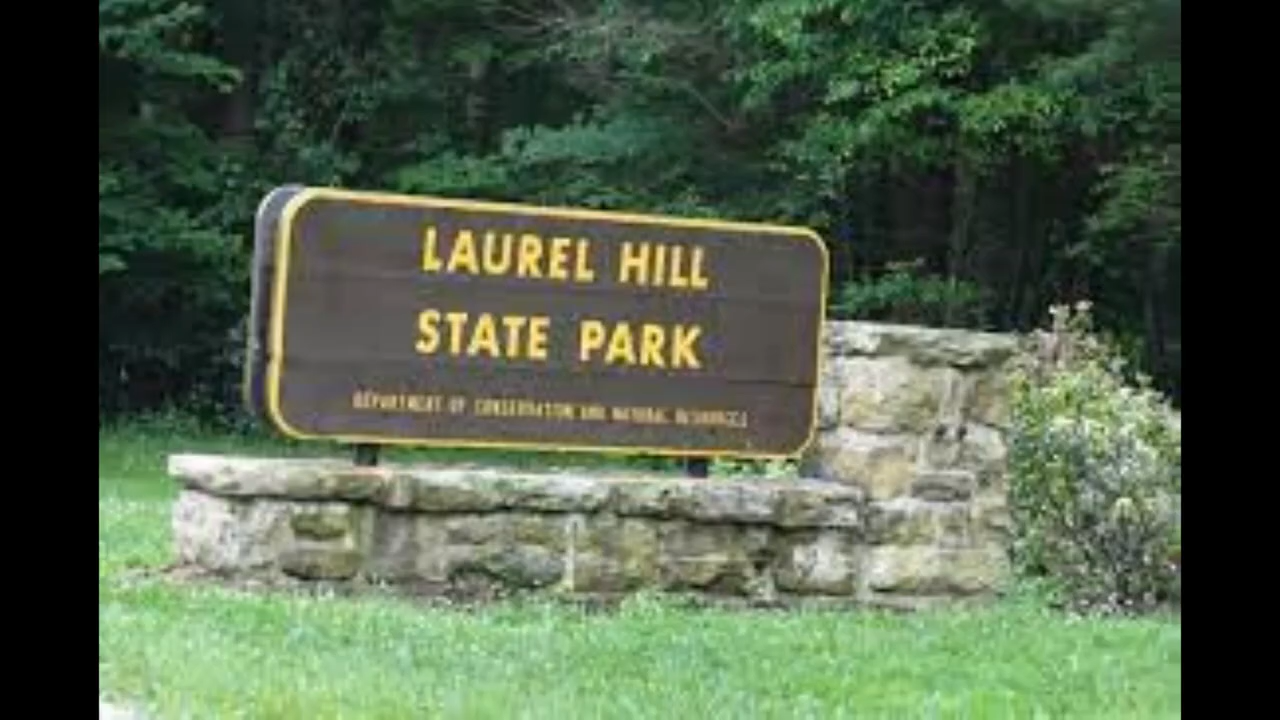 LAUREL HILL
STATE PARK
DEPARTMENT OF CONSERVATION AND NATURAL RESOURCES